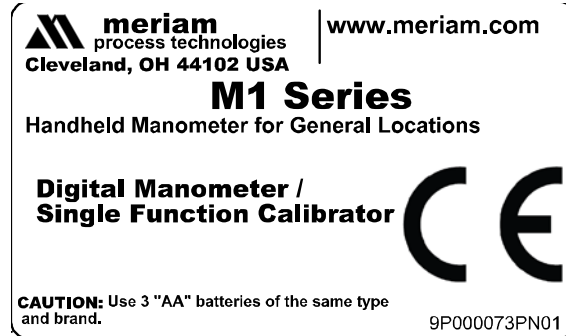 meriam
process technologies
www.meriam.com
Cleveland, OH 44102 USA
M1 Series
Handheld Manometer for General Locations
Digital Manometer /
Single Function Calibrator
CE
CAUTION: Use 3 "AA" batteries of the same type
and brand.
9P000073PN01